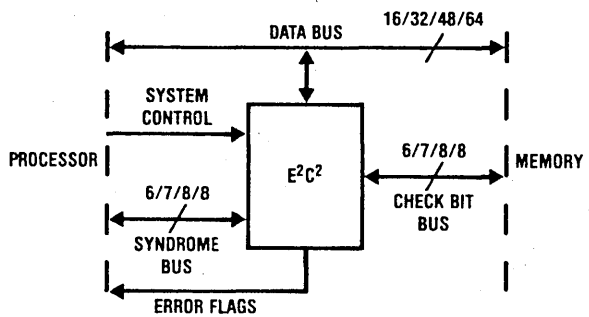 16/32/48/64
DATA BUS
SYSTEM
CONTROL
PROCESSOR
E²C²
6/7/8/8
MEMORY
CHECK BIT
BUS
6/7/8/8
SYNDROME
BUS
ERROR FLAGS